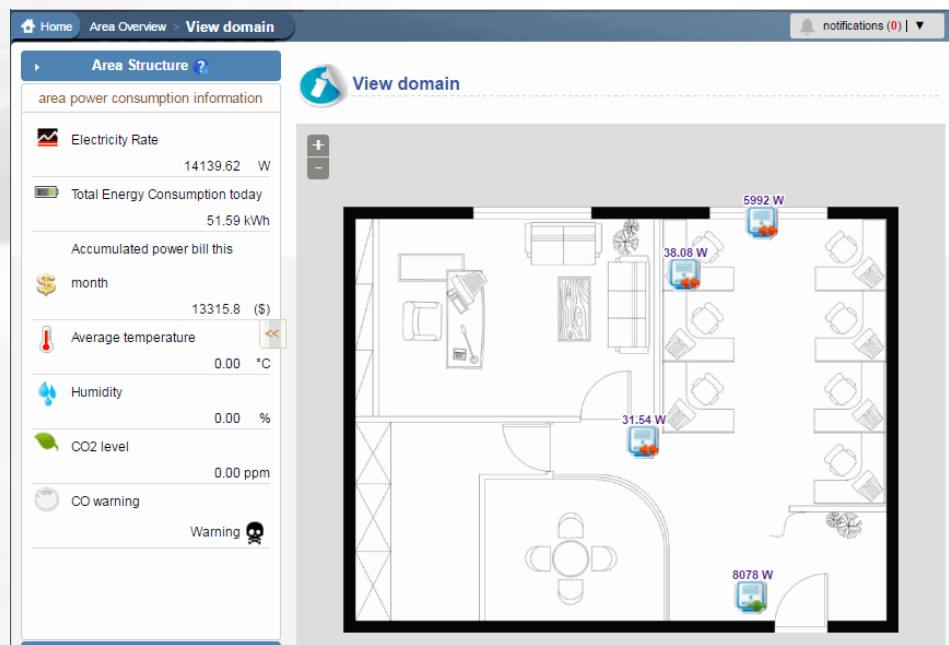 Home Area Overview > View domain
notifications (0) | ▼
Area Structure ?
area power consumption information
Electricity Rate
14139.62 W
Total Energy Consumption today
51.59 kWh
Accumulated power bill this
month
13315.8 ($)
Average temperature
0.00 °C
Humidity
0.00 %
CO2 level
0.00 ppm
CO warning
Warning
<<
View domain
+
-
5992 W
38.08 W
31.54 W
8078 W